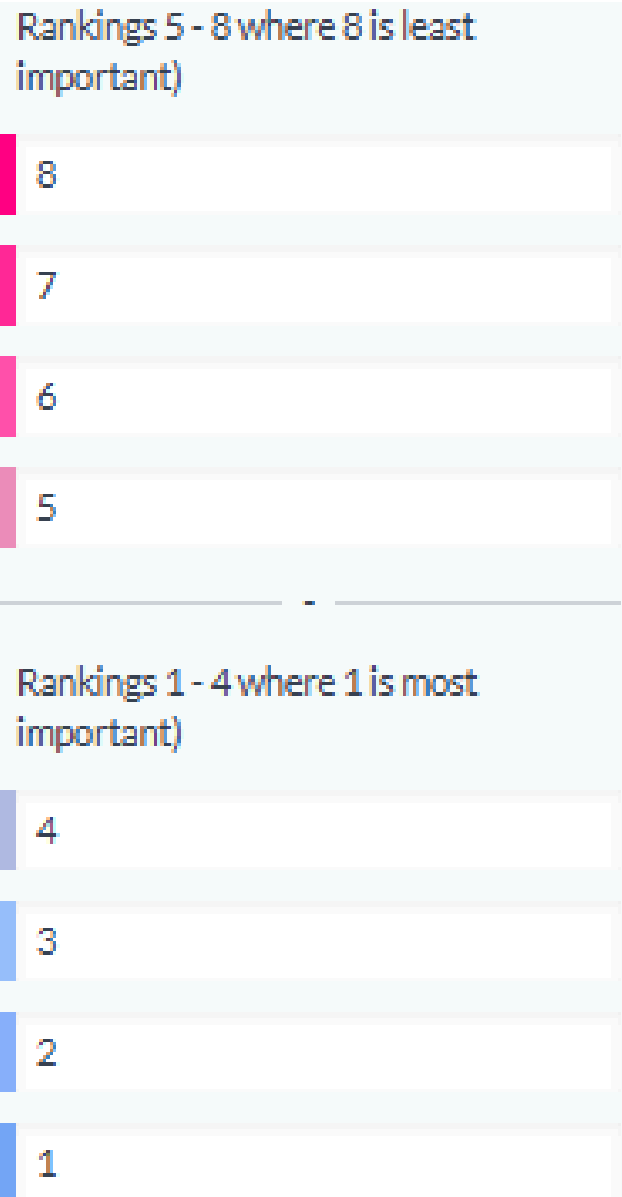 Rankings 5 - 8 where 8 is least
important)
8
7
6
5
-
Rankings 1 - 4 where 1 is most
important)
4
3
2
1